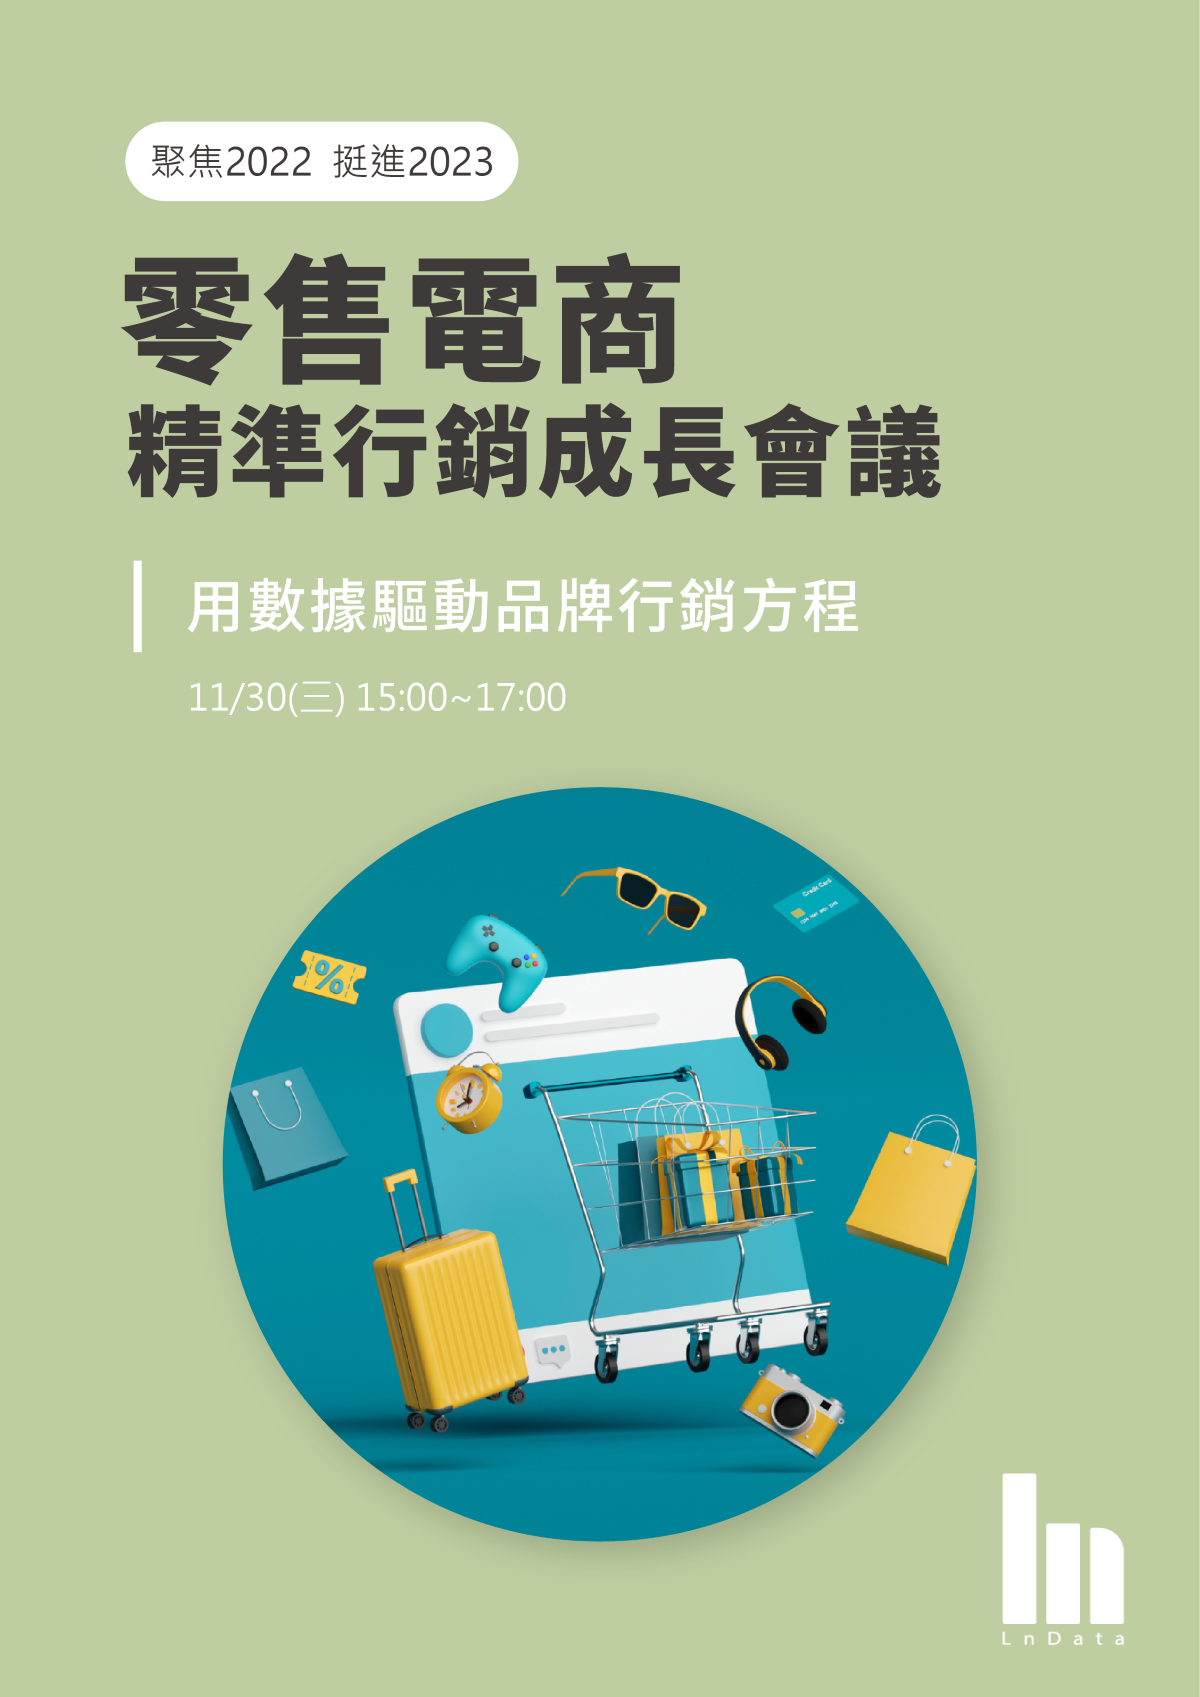 聚焦2022 挺進2023
零售電商
精準行銷成長會議
用數據驅動品牌行銷方程
11/30(三) 15:00~17:00
Credit Card
%
LnData